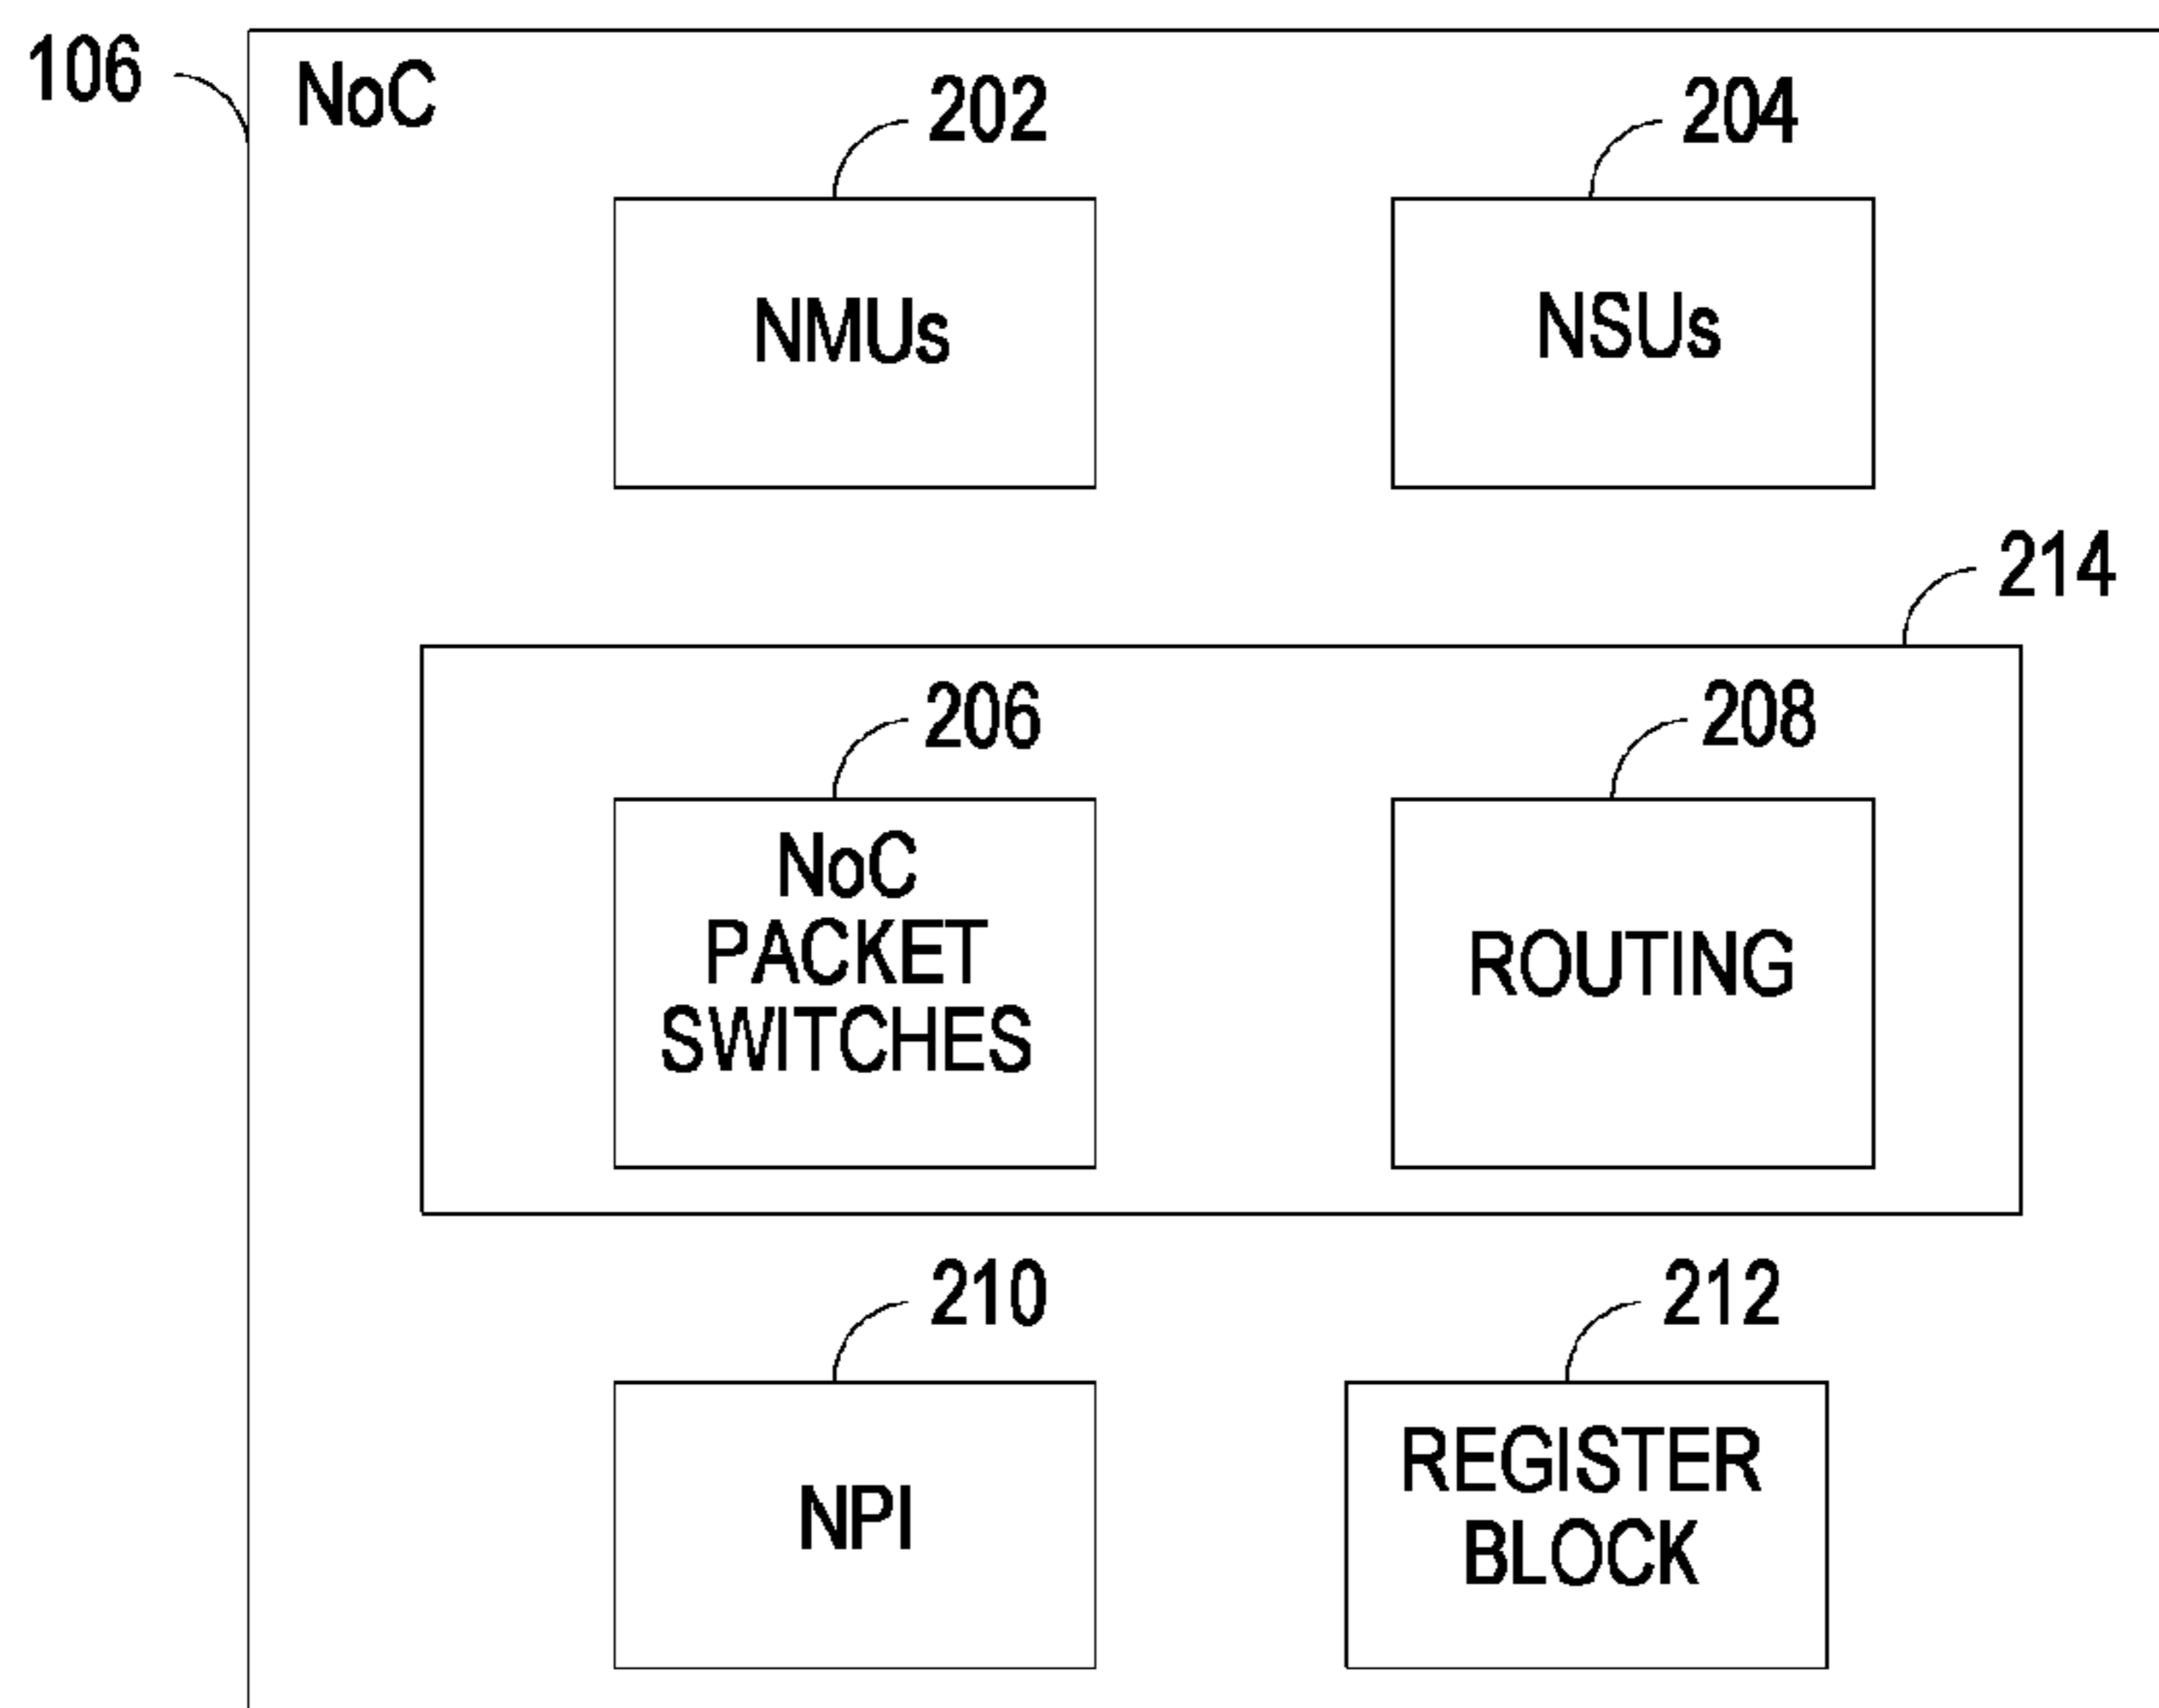 106
NoC
202
204
NMUs
NSUs
214
206
208
NoC
PACKET
SWITCHES
ROUTING
210
212
NPI
REGISTER
BLOCK